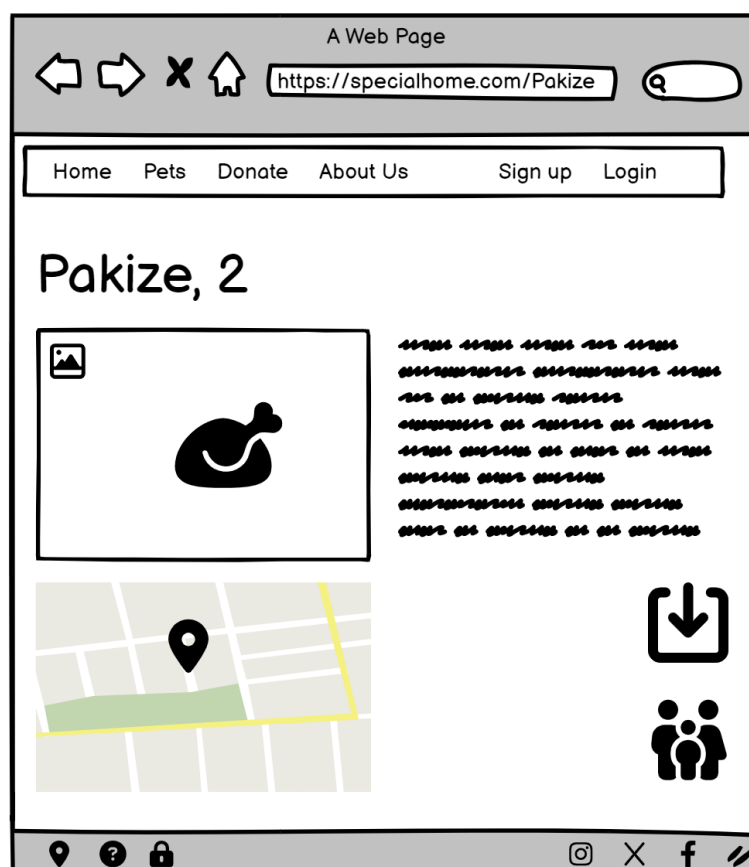 A Web Page
https://specialhome.com/Pakize
Home Pets Donate About Us Sign up Login
Pakize, 2